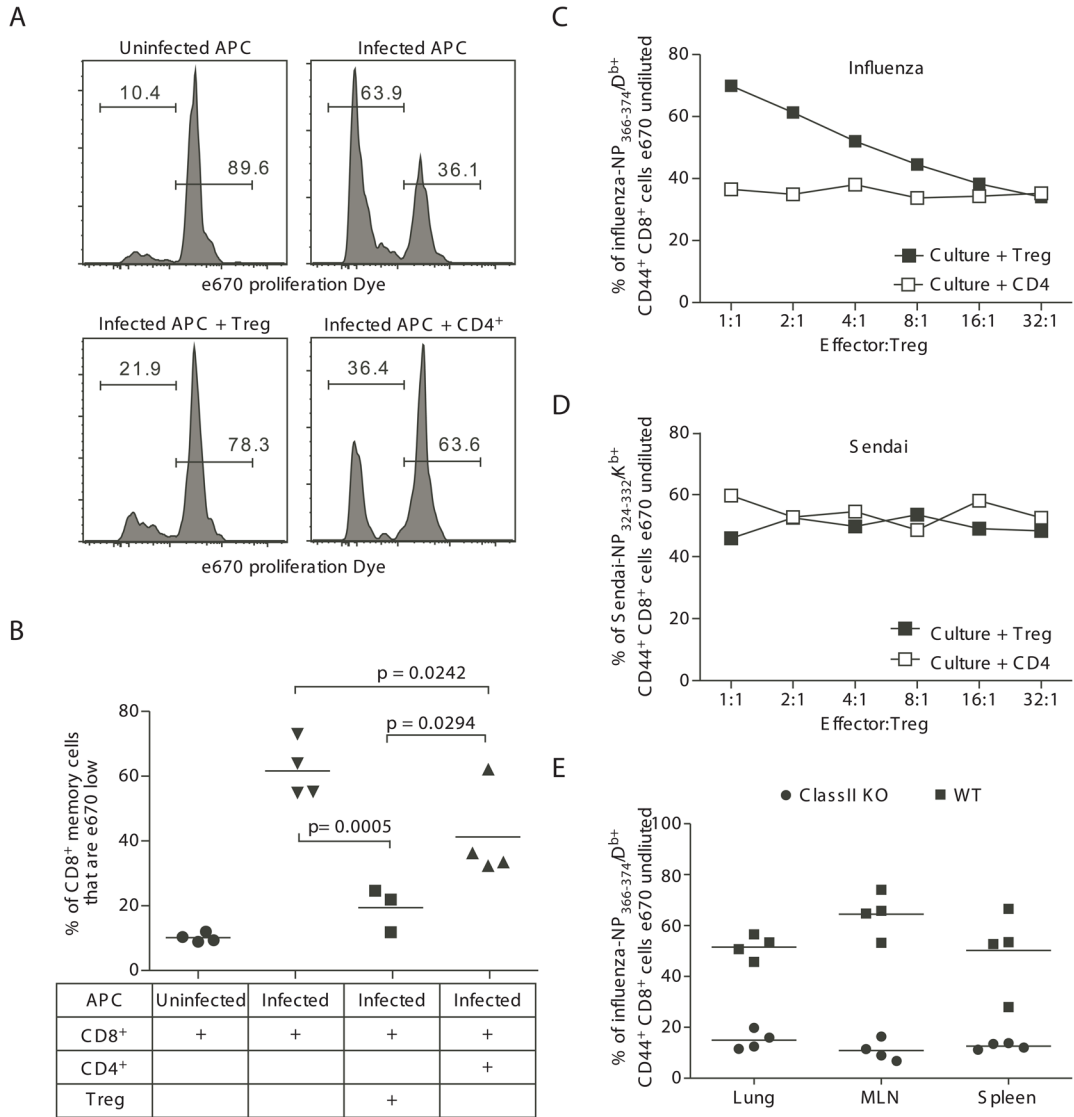 A
Uninfected APC
Infected APC
10.4
89.6
63.9
36.1
e670 proliferation Dye
Infected APC + Treg
Infected APC + CD4⁺
21.9
78.3
36.4
63.6
e670 proliferation Dye
B
p = 0.0242
p = 0.0294
p= 0.0005
% of CD8⁺ memory cells
that are e670 low
80
60
40
20
0
APC Uninfected Infected Infected Infected
CD8⁺ + + + +
CD4⁺ +
Treg +
C
Influenza
% of influenza-NP366-374/Db+
CD44⁺ CD8⁺ cells e670 undiluted
80
60
40
20
0
Culture + Treg
Culture + CD4
1:1 2:1 4:1 8:1 16:1 32:1
Effector:Treg
D
Sendai
% of Sendai-NP324-332/Kb+
CD44⁺ CD8⁺ cells e670 undiluted
80
60
40
20
0
Culture + Treg
Culture + CD4
1:1 2:1 4:1 8:1 16:1 32:1
Effector:Treg
E
ClassII KO WT
% of influenza-NP366-374/Db+
CD44⁺ CD8⁺ cells e670 undliuted
100
80
60
40
20
0
Lung MLN Spleen